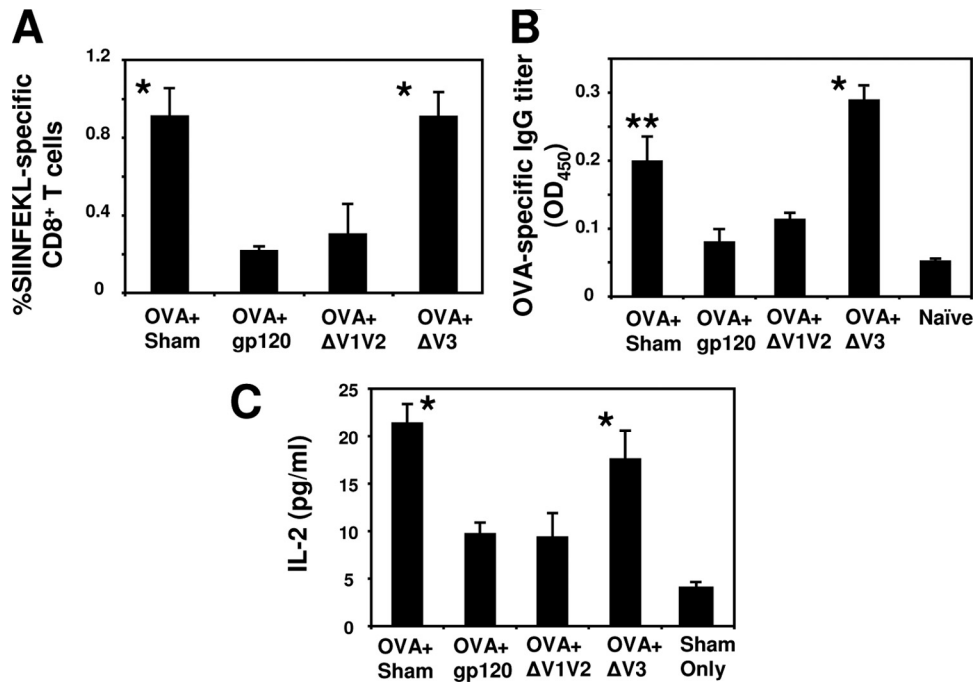 A
%SIINFEKL-specific
CD8+ T cells
1.2
0.8
0.4
0
*
*
OVA+
Sham
OVA+
gp120
OVA+
ΔV1V2
OVA+
ΔV3
B
OVA-specific IgG titer
(OD450)
0.3
0.2
0.1
0
**
*
OVA+
Sham
OVA+
gp120
OVA+
ΔV1V2
OVA+
ΔV3
Naïve
C
IL-2 (pg/ml)
25
20
15
10
5
0
*
*
OVA+
Sham
OVA+
gp120
OVA+
ΔV1V2
OVA+
ΔV3
Sham
Only